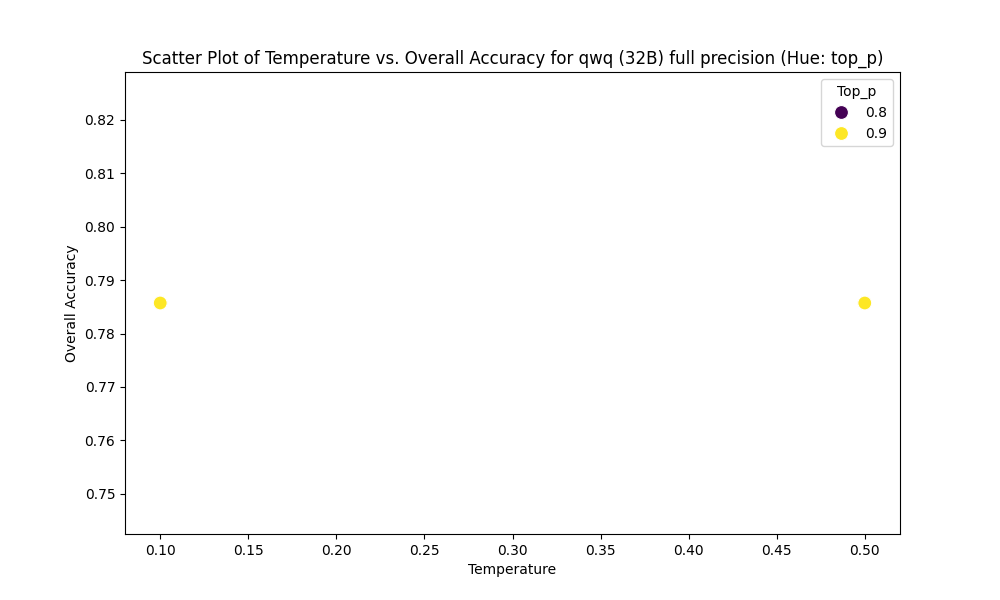 Scatter Plot of Temperature vs. Overall Accuracy for qwq (32B) full precision (Hue: top_p)
Top_p
0.8
0.9
0.82
0.81
0.80
0.79
0.78
0.77
0.76
0.75
Overall Accuracy
0.10 0.15 0.20 0.25 0.30 0.35 0.40 0.45 0.50
Temperature